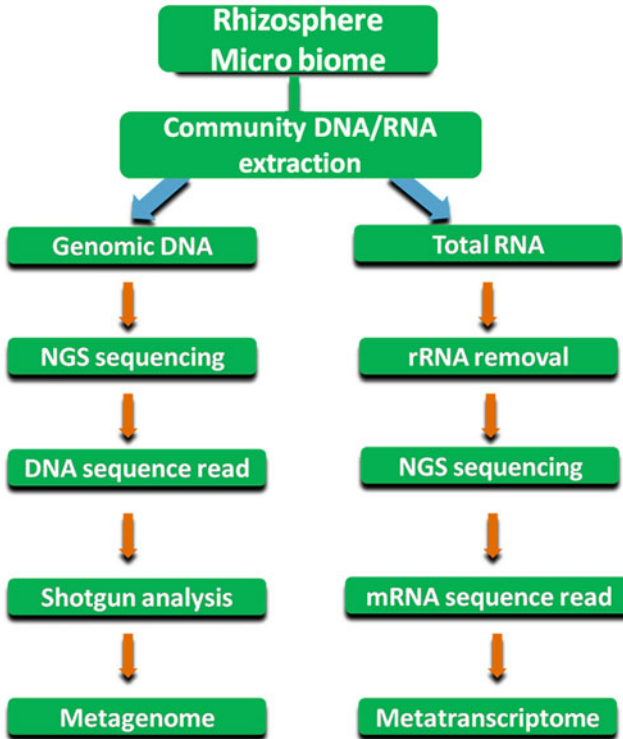 Rhizosphere
Micro biome
Community DNA/RNA
extraction
Genomic DNA
Total RNA
NGS sequencing
rRNA removal
DNA sequence read
NGS sequencing
Shotgun analysis
mRNA sequence read
Metagenome
Metatranscriptome